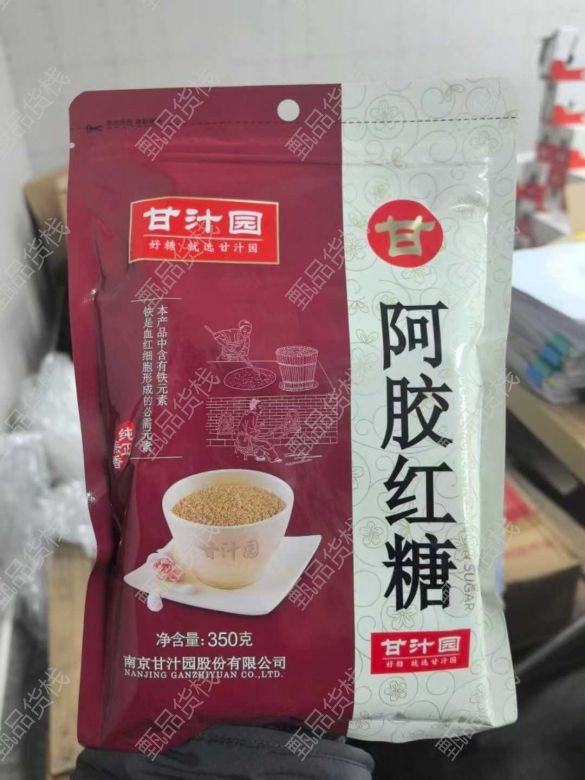 甘汁园
好糖 就选甘汁园
甘
阿胶红糖
本产品中含有铁元素
铁是血红细胞形成的必需元素
纯正
甘汁园
SUGAR
甘汁园
好糖 就选甘汁园
净含量:350克
南京甘汁园股份有限公司
NANJING GANZHIYUAN CO.,LTD.
甄品货栈